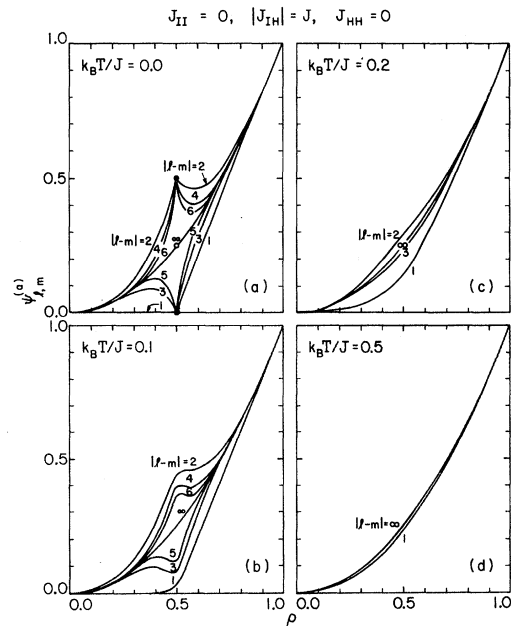 J_II = 0, |J_IH| = J, J_HH = 0
1.0
k_BT/J = 0.0
|ℓ-m|=2
4
6
0.5
5
3
1
∞
|ℓ-m|=2
4
6
5
3
1
(a)
ψ_ℓ,m^(a)
0.0
k_BT/J = 0.2
|ℓ-m|=2
∞
3
1
(c)
1.0
k_BT/J = 0.1
|ℓ-m|=2
4
6
0.5
∞
5
3
1
(b)
0.0
0.0
0.5
1.0
k_BT/J = 0.5
|ℓ-m|=∞
1
(d)
0.0
0.5
1.0
ρ